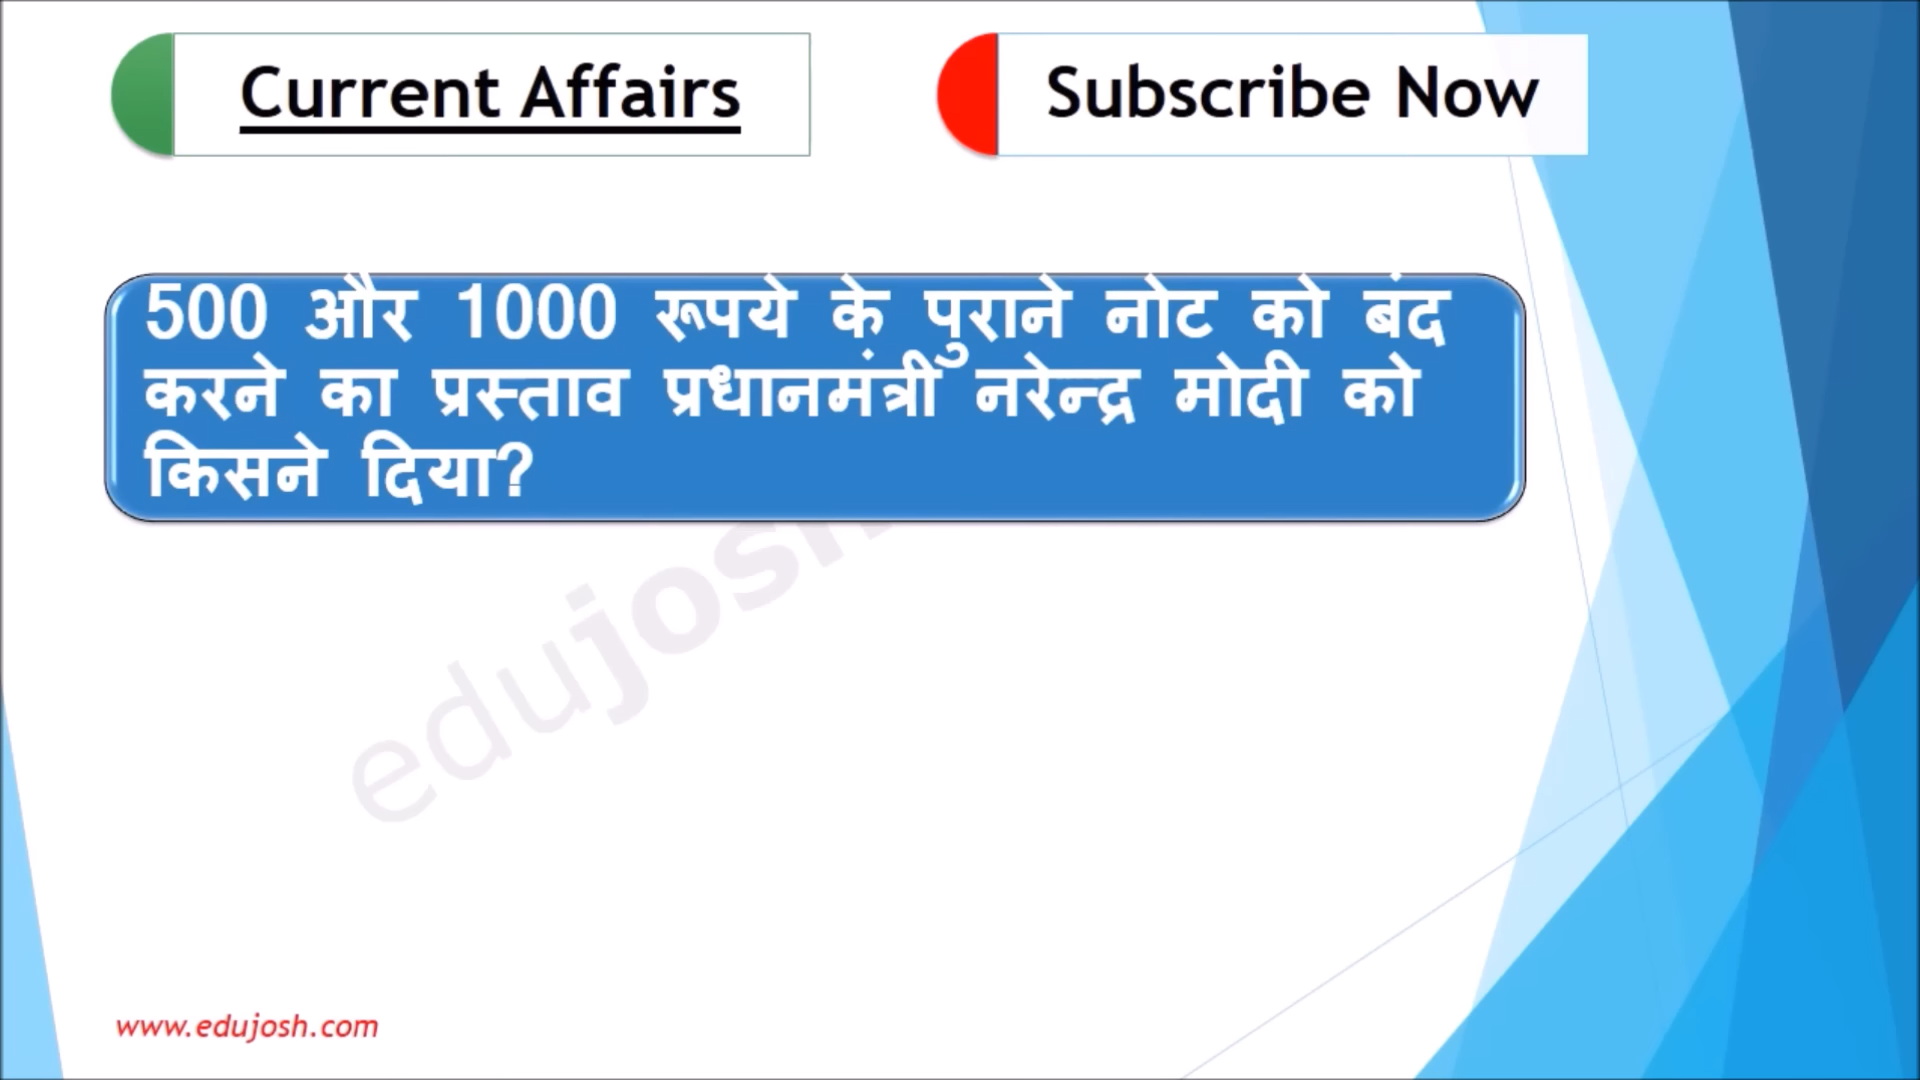 Current Affairs
Subscribe Now
500 और 1000 रूपये के पुराने नोट को बंद
करने का प्रस्ताव प्रधानमंत्री नरेन्द्र मोदी को
किसने दिया?
edujosh
www.edujosh.com